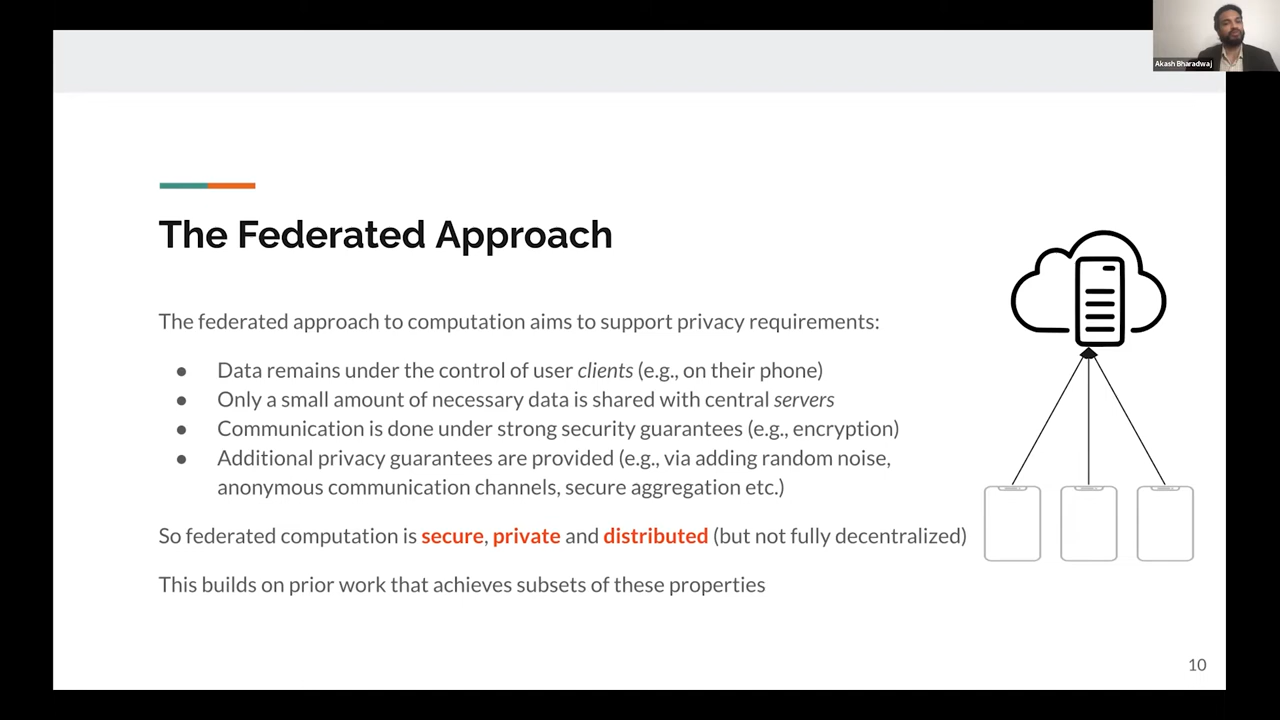 Akash Bharadwaj
The Federated Approach
The federated approach to computation aims to support privacy requirements:
● Data remains under the control of user clients (e.g., on their phone)
● Only a small amount of necessary data is shared with central servers
● Communication is done under strong security guarantees (e.g., encryption)
● Additional privacy guarantees are provided (e.g., via adding random noise,
anonymous communication channels, secure aggregation etc.)
So federated computation is secure, private and distributed (but not fully decentralized)
This builds on prior work that achieves subsets of these properties
10